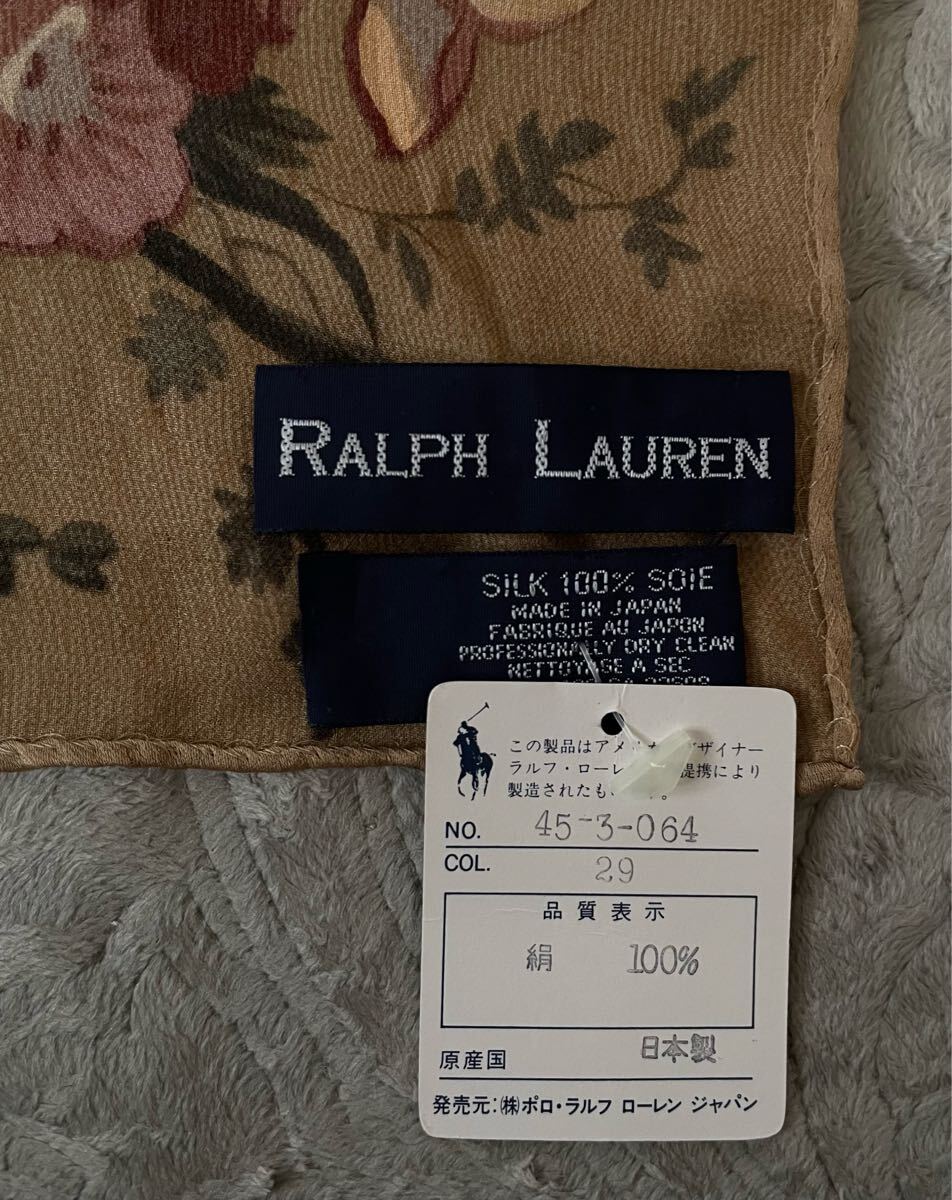 RALPH LAUREN
SILK 100% SOIE
MADE IN JAPAN
FABRIQUE AU JAPON
PROFESSIONALLY DRY CLEAN
NETTOYAGE A SEC
この製品はアメリカ デザイナー
ラルフ・ローレ 提携により
製造されたも 。
NO. 45-3-064
COL. 29
品質表示
絹 100%
原産国 日本製
発売元:㈱ポロ・ラルフ ローレン ジャパン